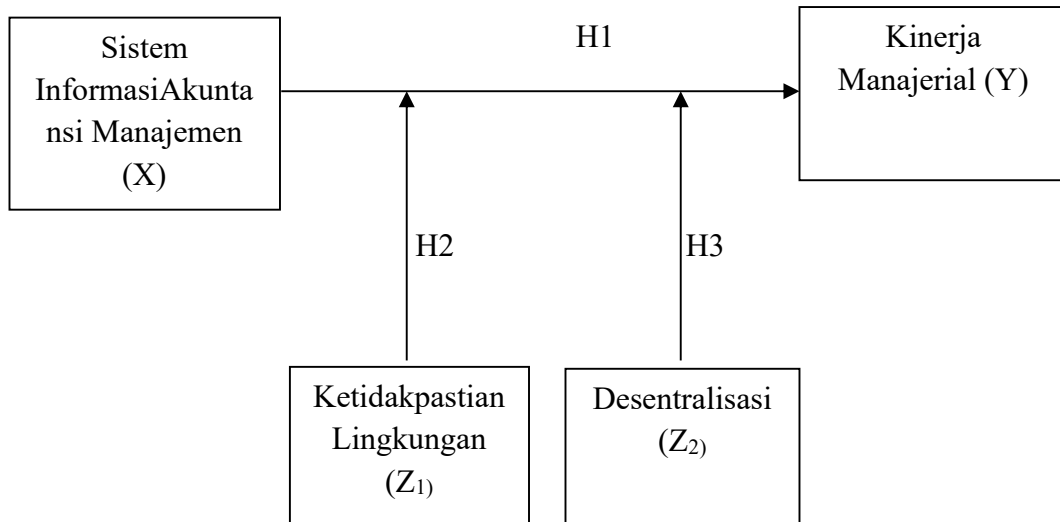 Sistem
InformasiAkunta
nsi Manajemen
(X)
H1
Kinerja
Manajerial (Y)
H2
H3
Ketidakpastian
Lingkungan
(Z1)
Desentralisasi
(Z2)